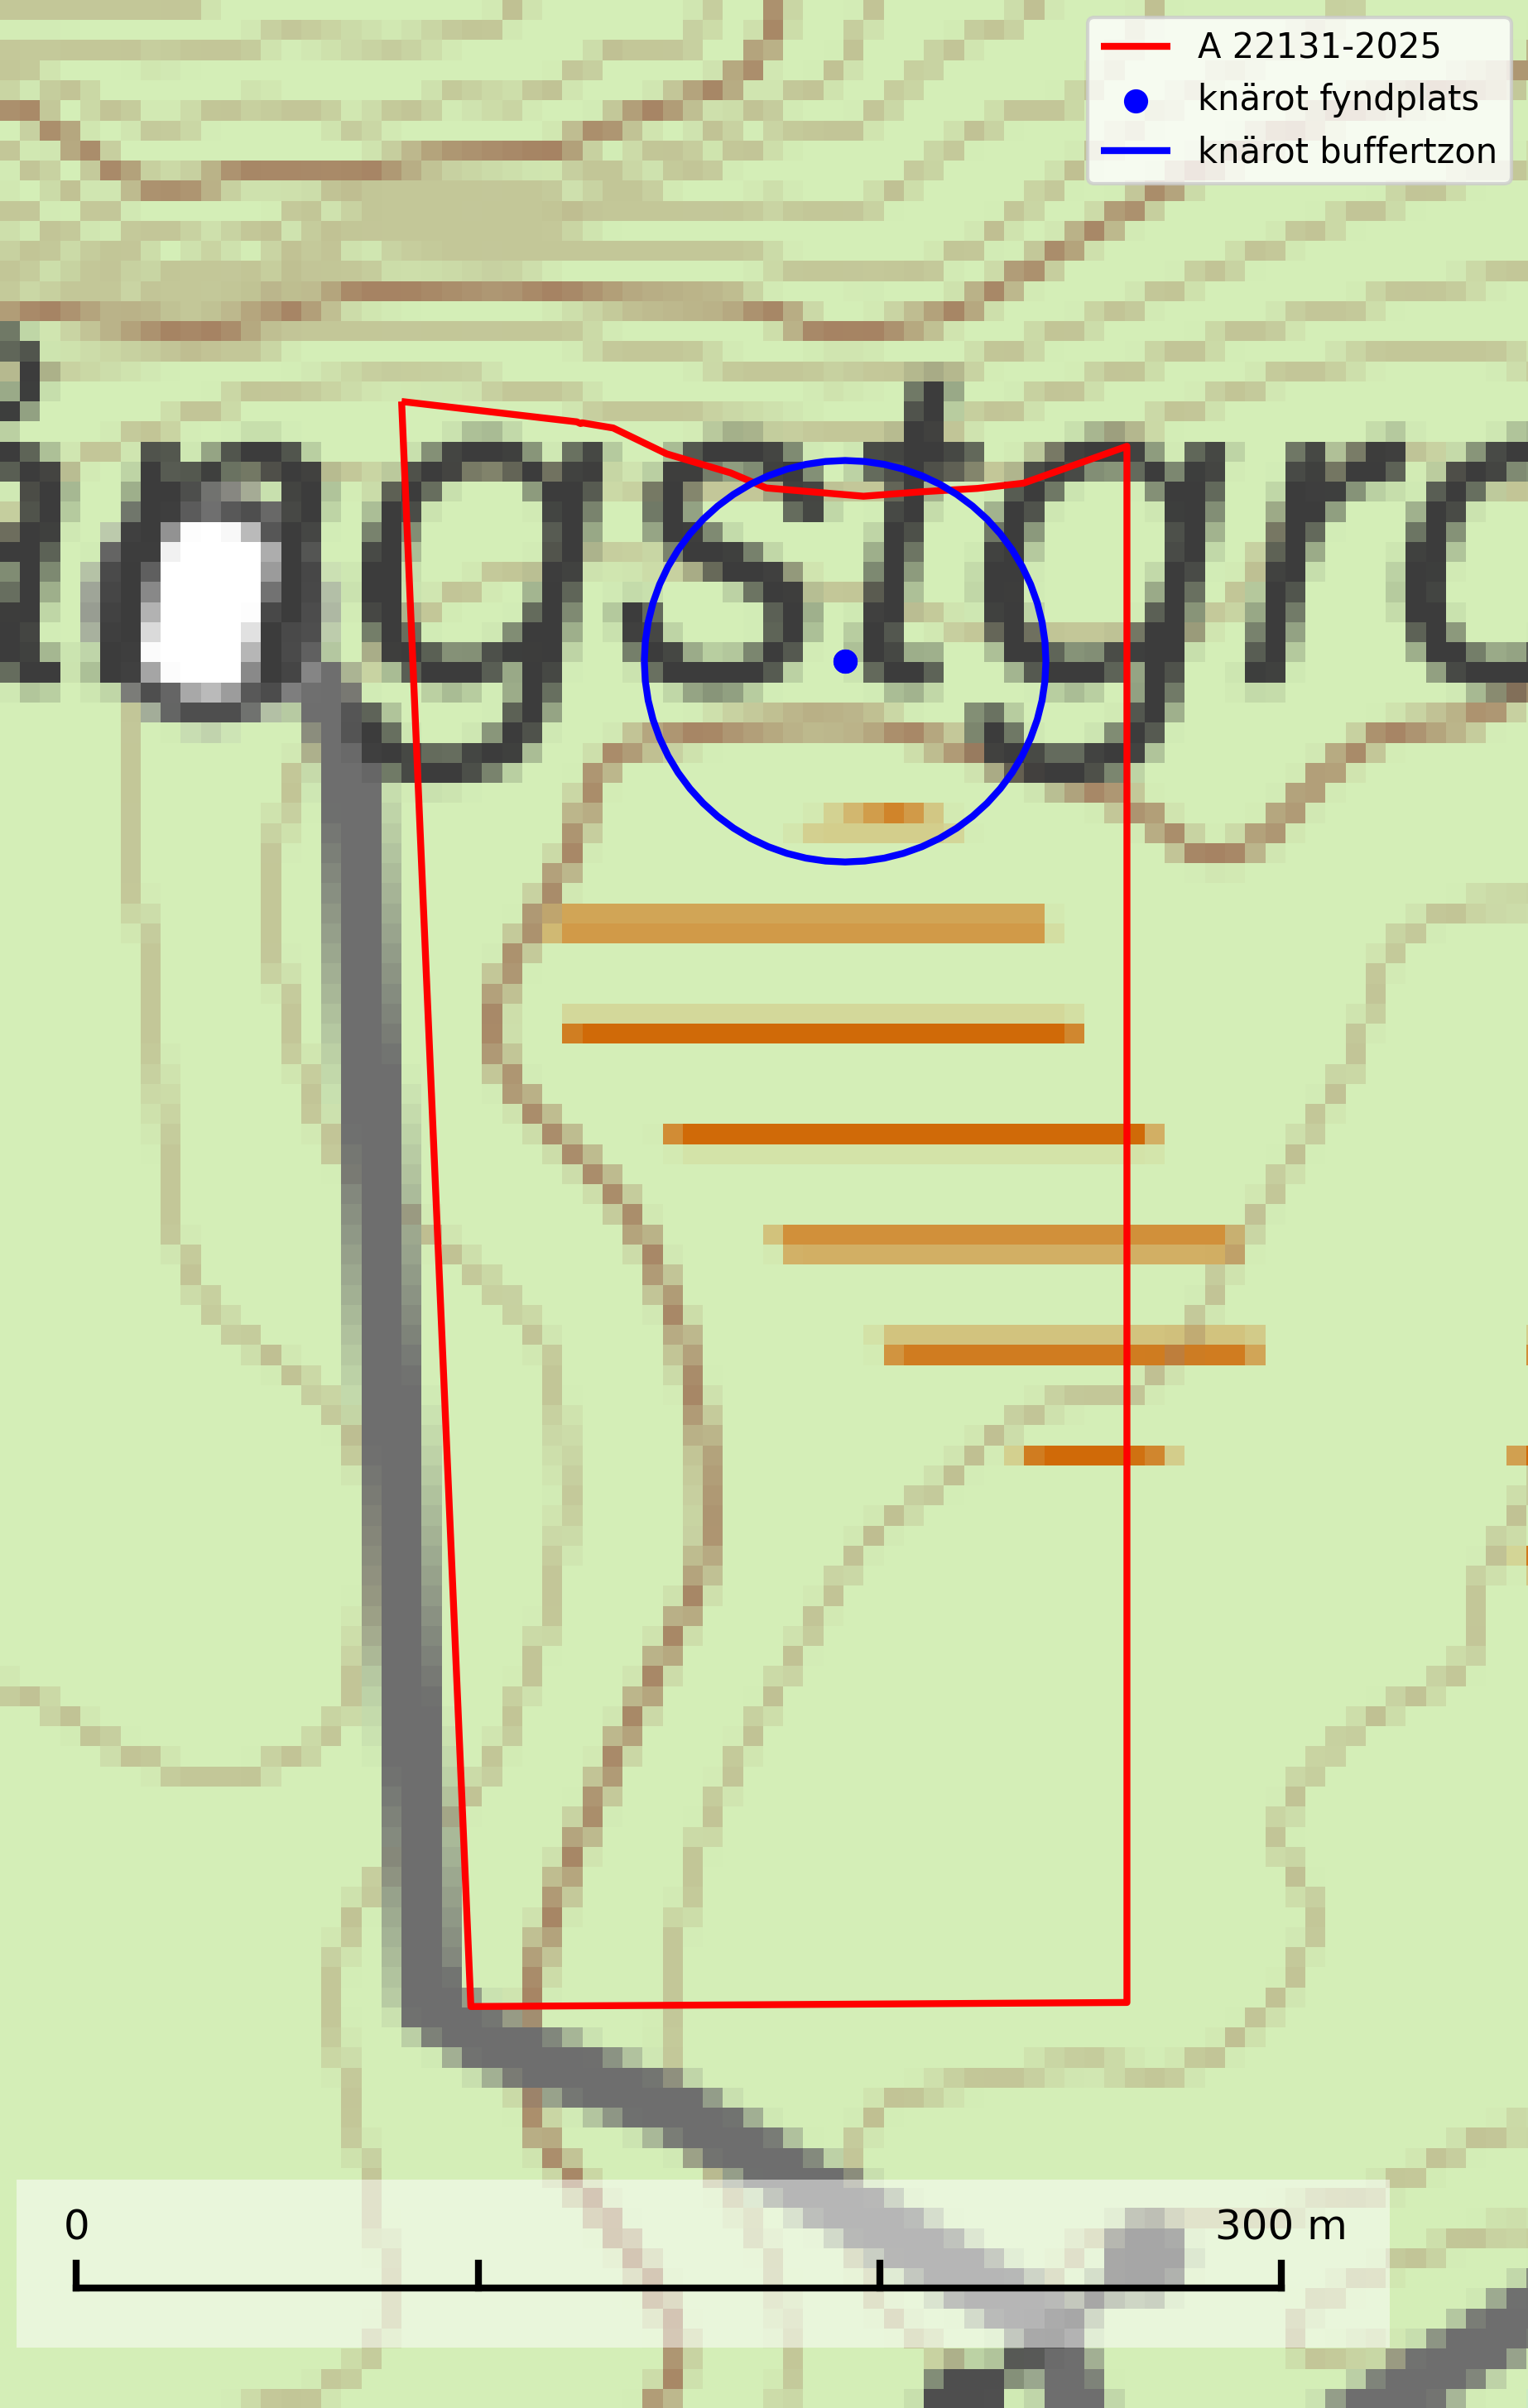 A 22131-2025
knärot fyndplats
knärot buffertzon
0 300 m